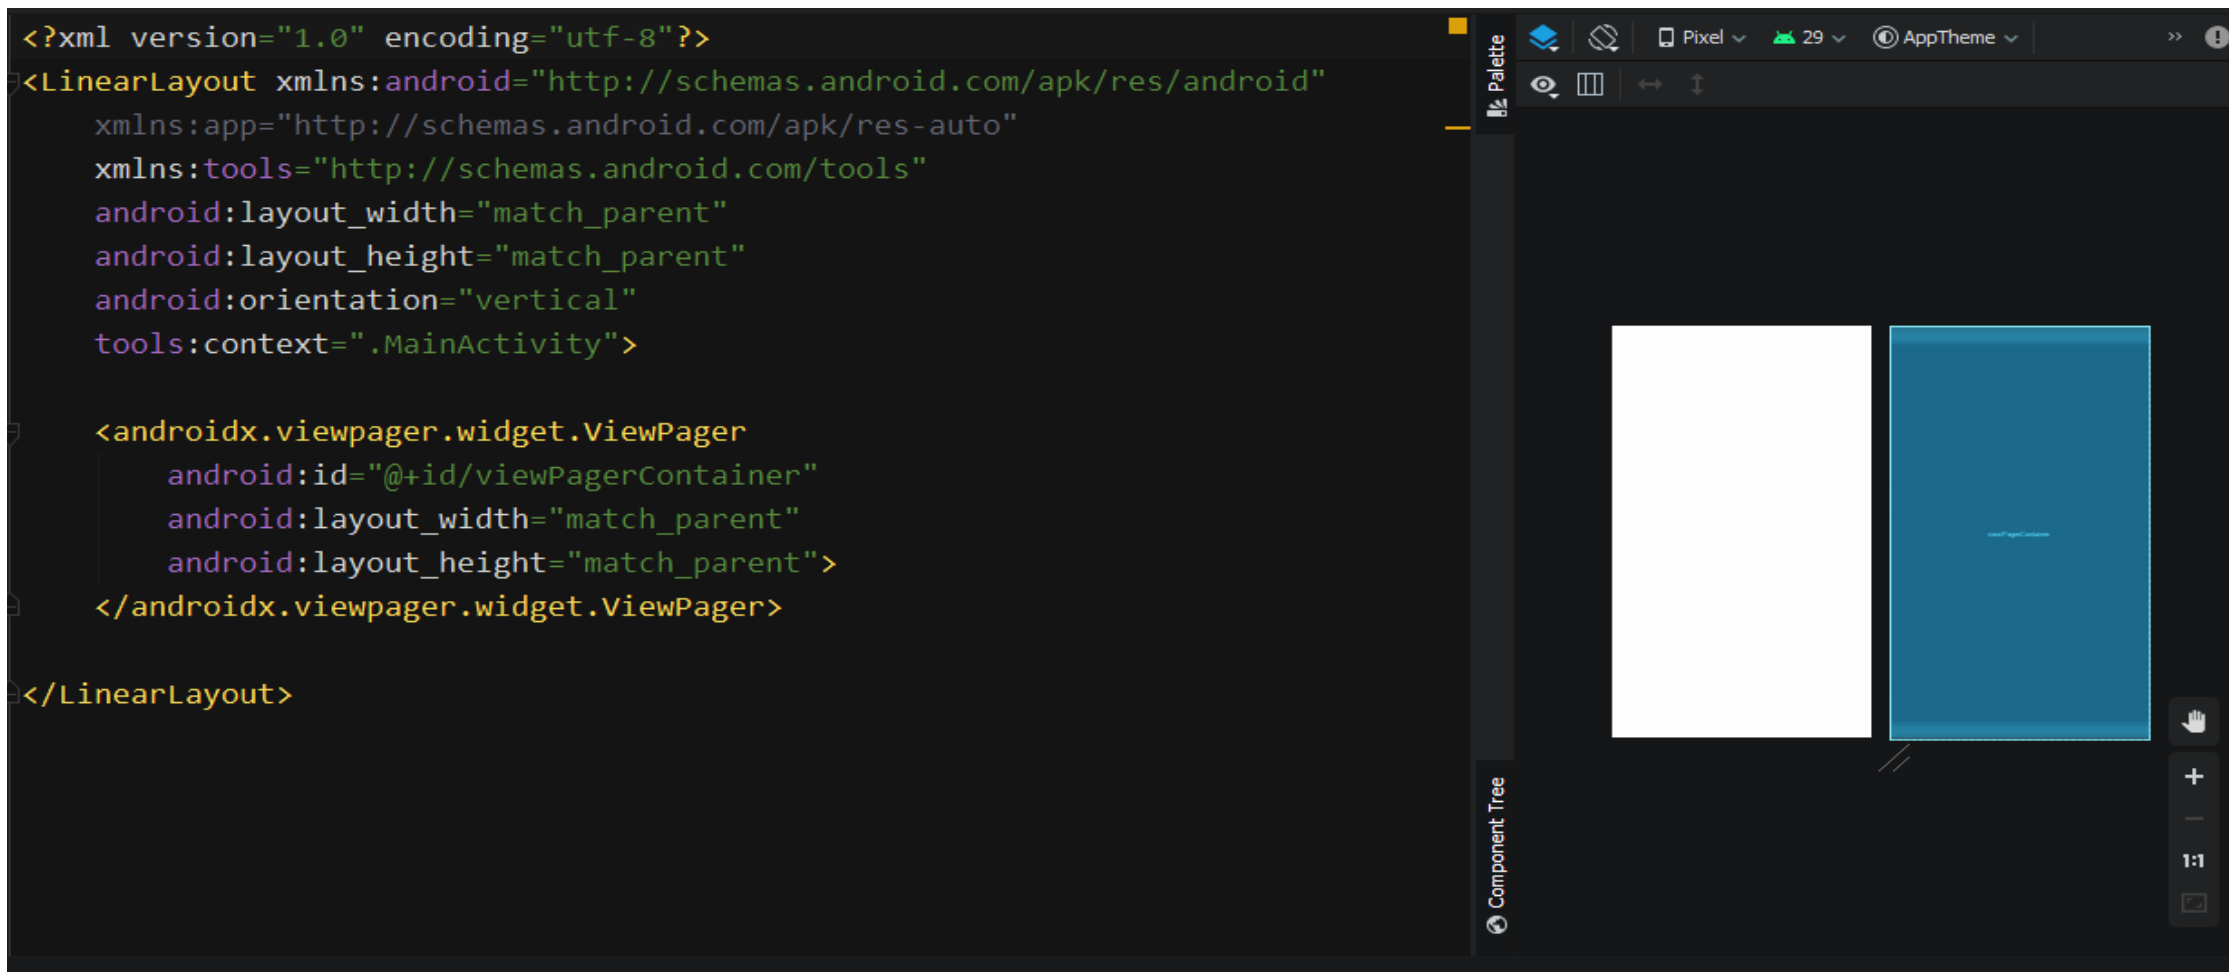 <?xml version="1.0" encoding="utf-8"?>
<LinearLayout xmlns:android="http://schemas.android.com/apk/res/android"
    xmlns:app="http://schemas.android.com/apk/res-auto"
    xmlns:tools="http://schemas.android.com/tools"
    android:layout_width="match_parent"
    android:layout_height="match_parent"
    android:orientation="vertical"
    tools:context=".MainActivity">
    <androidx.viewpager.widget.ViewPager
        android:id="@+id/viewPagerContainer"
        android:layout_width="match_parent"
        android:layout_height="match_parent">
    </androidx.viewpager.widget.ViewPager>
</LinearLayout>
Palette
Component Tree
Pixel 29 AppTheme
viewPagerContainer
1:1